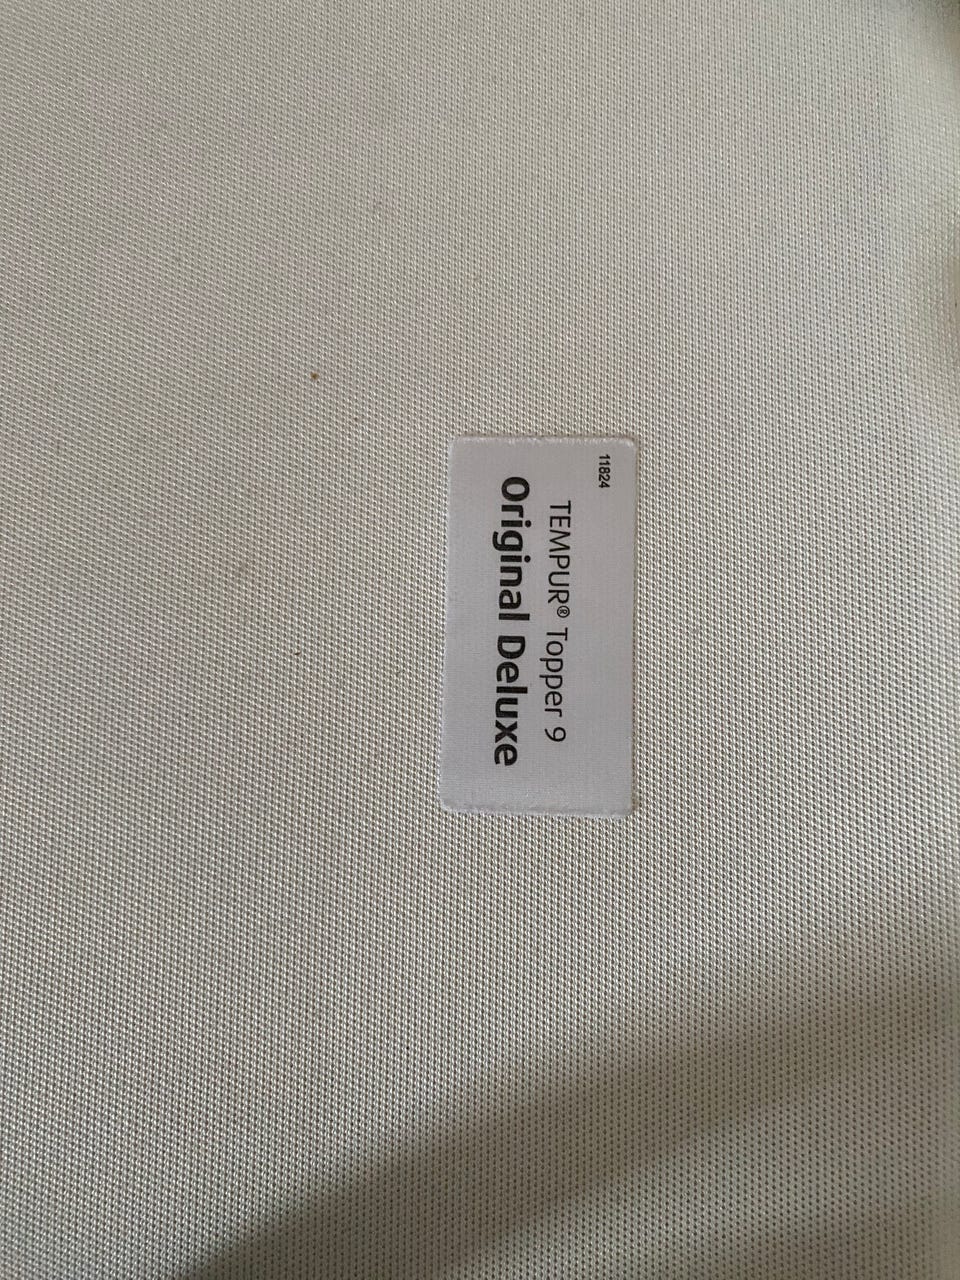 11824
TEMPUR® Topper 9
Original Deluxe